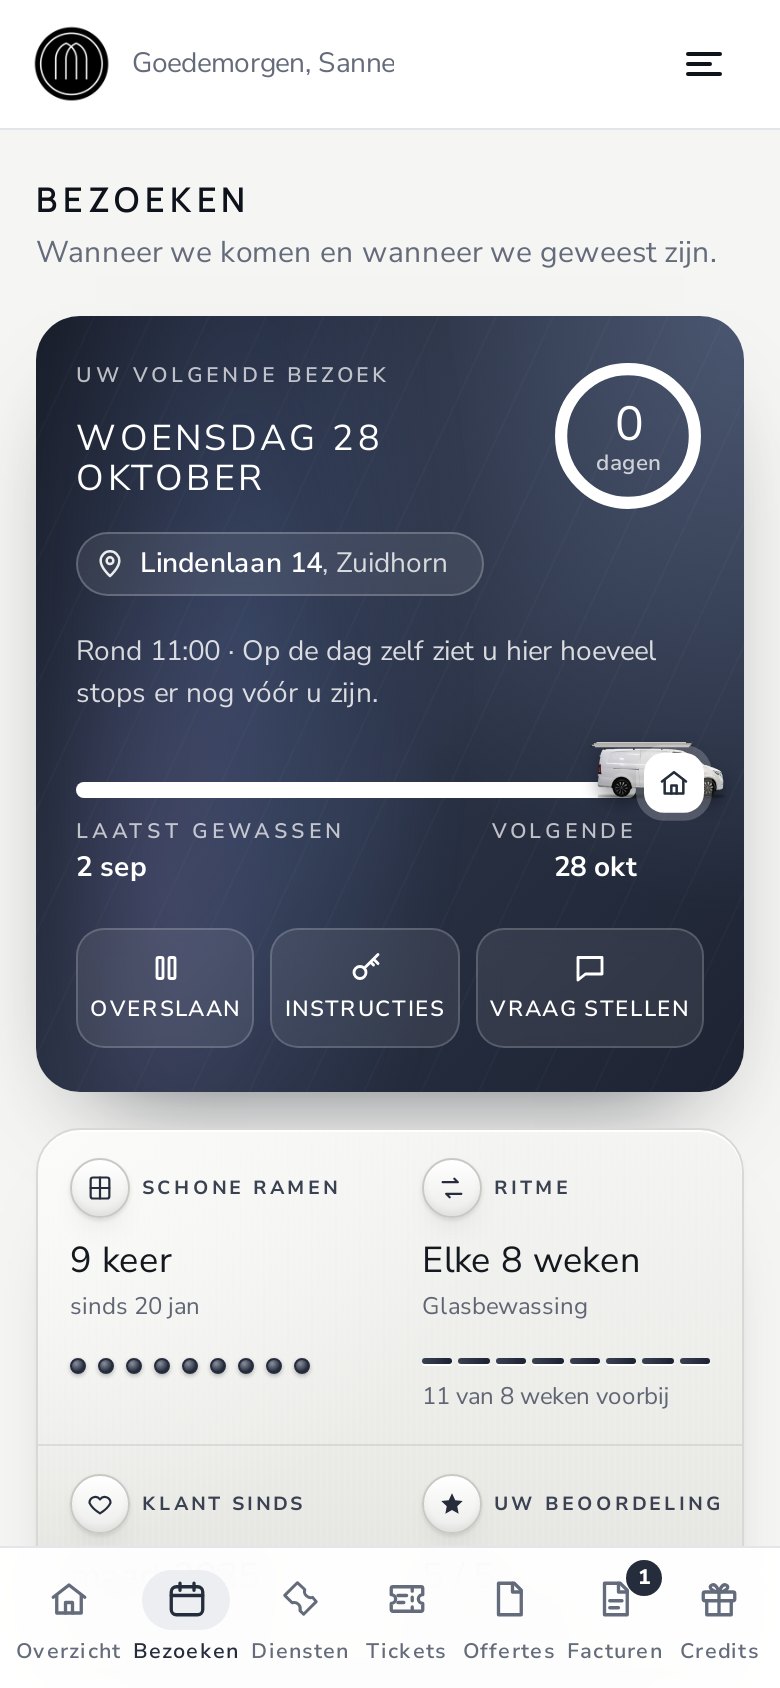 Goedemorgen, Sanne
BEZOEKEN
Wanneer we komen en wanneer we geweest zijn.
UW VOLGENDE BEZOEK
WOENSDAG 28
OKTOBER
0
dagen
Lindenlaan 14, Zuidhorn
Rond 11:00 · Op de dag zelf ziet u hier hoeveel
stops er nog vóór u zijn.
LAATST GEWASSEN
VOLGENDE
2 sep
28 okt
OVERSLAAN
INSTRUCTIES
VRAAG STELLEN
SCHONE RAMEN
9 keer
sinds 20 jan
RITME
Elke 8 weken
Glasbewassing
11 van 8 weken voorbij
KLANT SINDS
UW BEOORDELING
1
Overzicht
Bezoeken
Diensten
Tickets
Offertes
Facturen
Credits